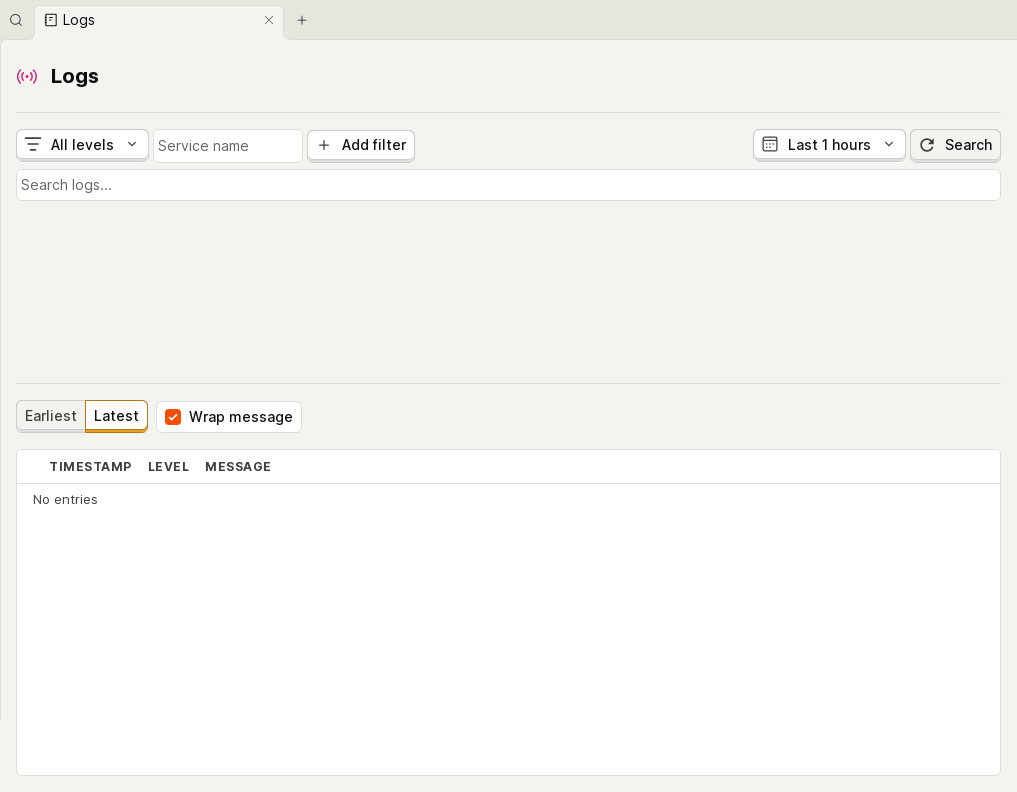 Logs
Logs
All levels
Service name
Add filter
Last 1 hours
Search
Search logs...
Earliest
Latest
Wrap message
TIMESTAMP LEVEL MESSAGE
No entries